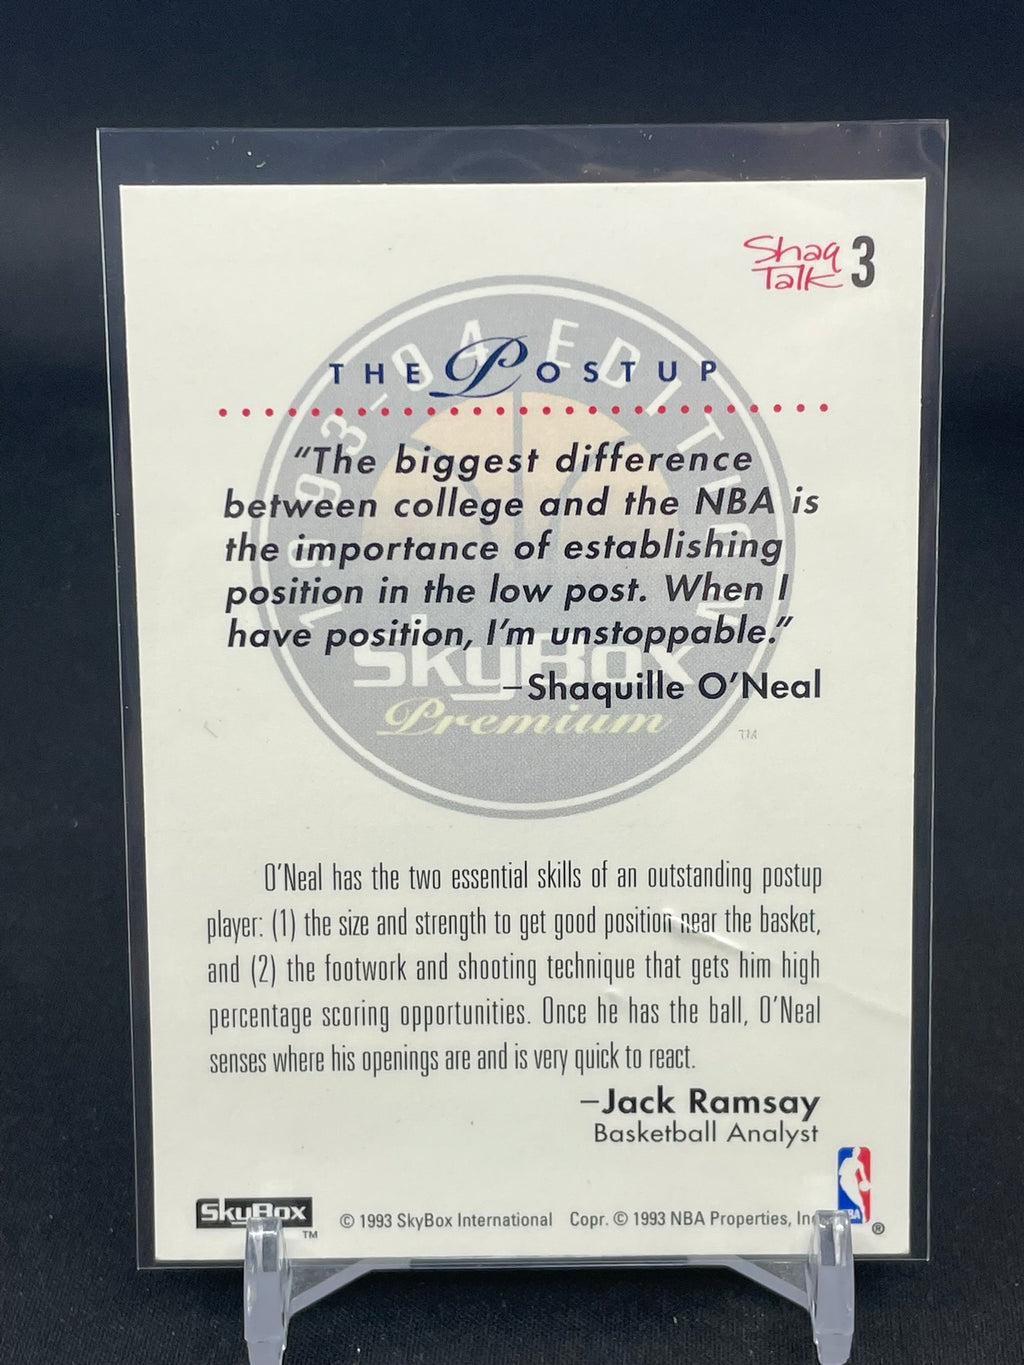 Shaq
Talk 3
1993-94 EDITION
THE POSTUP
“The biggest difference
between college and the NBA is
the importance of establishing
position in the low post. When I
have position, I’m unstoppable.”
SkyBox
–Shaquille O’Neal
Premium
TM
O’Neal has the two essential skills of an outstanding postup
player: (1) the size and strength to get good position near the basket,
and (2) the footwork and shooting technique that gets him high
percentage scoring opportunities. Once he has the ball, O’Neal
senses where his openings are and is very quick to react.
–Jack Ramsay
Basketball Analyst
SkyBox
TM
© 1993 SkyBox International Copr. © 1993 NBA Properties,
NBA
®